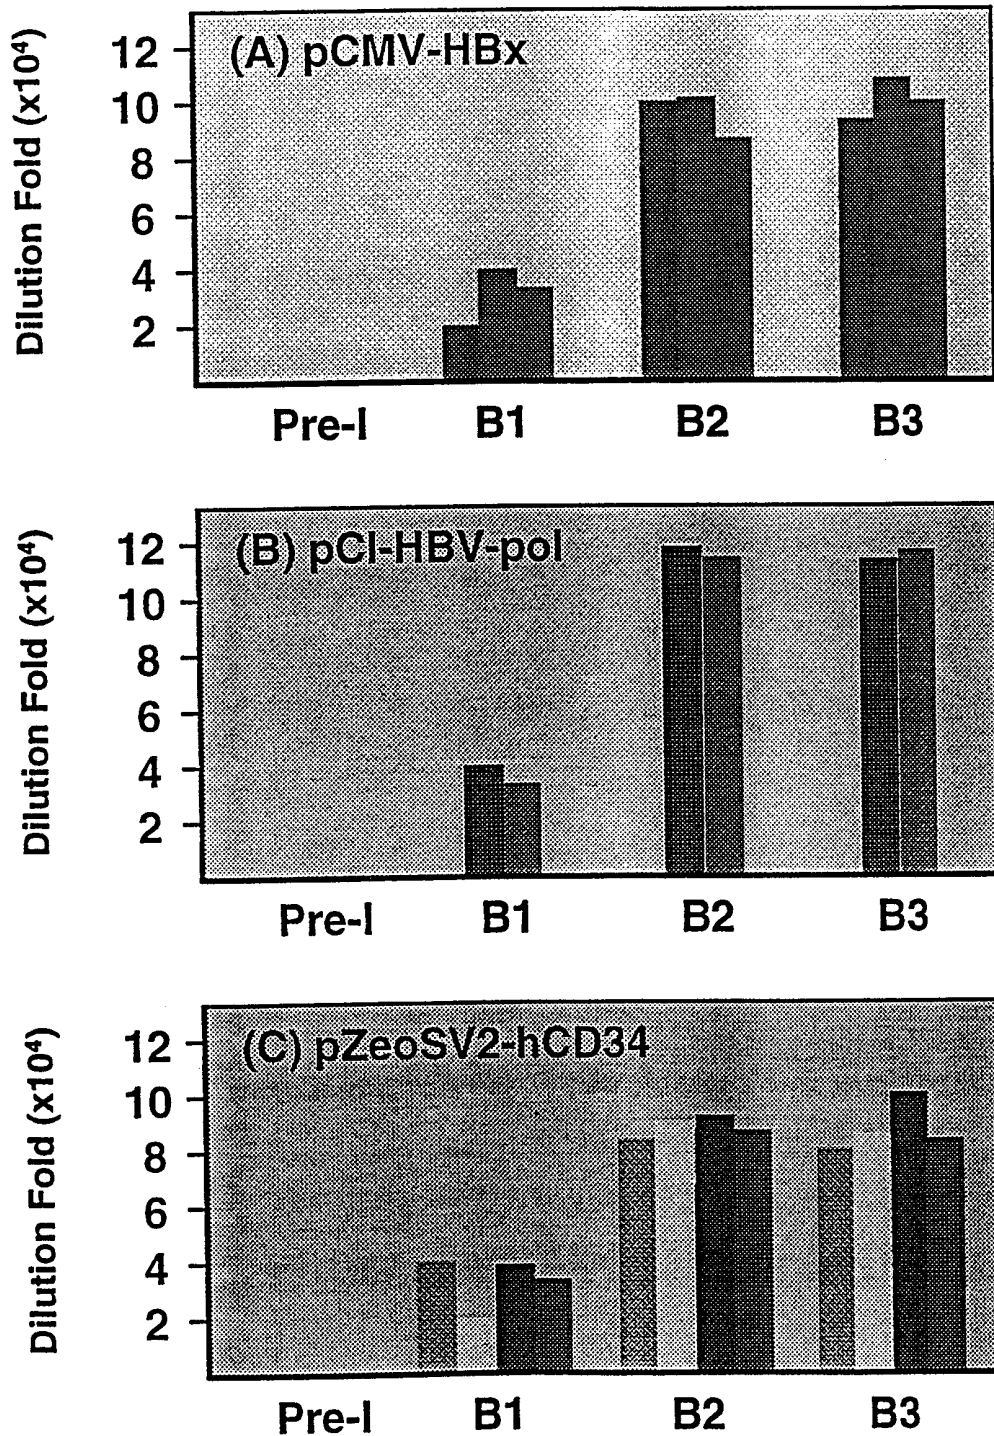 (A) pCMV-HBx
Dilution Fold (x10⁴)
12
10
8
6
4
2
Pre-I B1 B2 B3
(B) pCI-HBV-pol
Dilution Fold (x10⁴)
12
10
8
6
4
2
Pre-I B1 B2 B3
(C) pZeoSV2-hCD34
Dilution Fold (x10⁴)
12
10
8
6
4
2
Pre-I B1 B2 B3